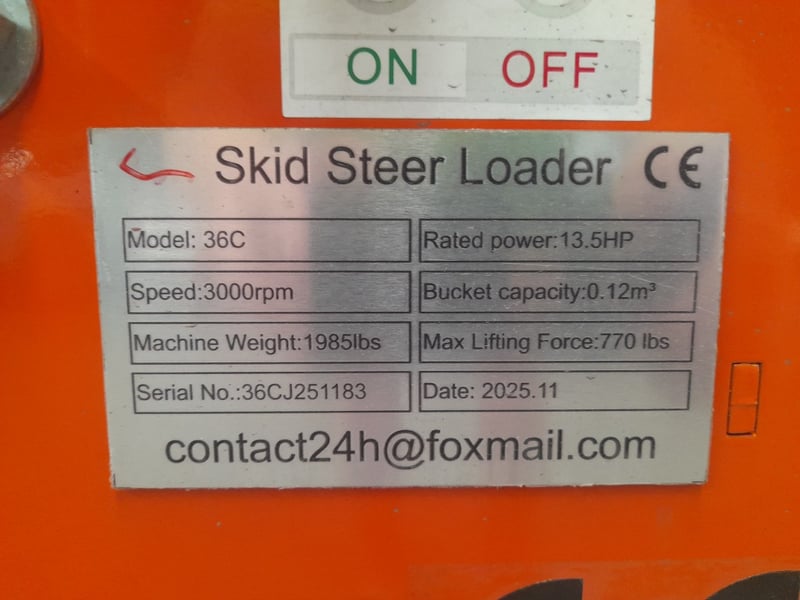 ON OFF
Skid Steer Loader CE
Model: 36C
Rated power:13.5HP
Speed:3000rpm
Bucket capacity:0.12m³
Machine Weight:1985lbs
Max Lifting Force:770 lbs
Serial No.:36CJ251183
Date: 2025.11
contact24h@foxmail.com